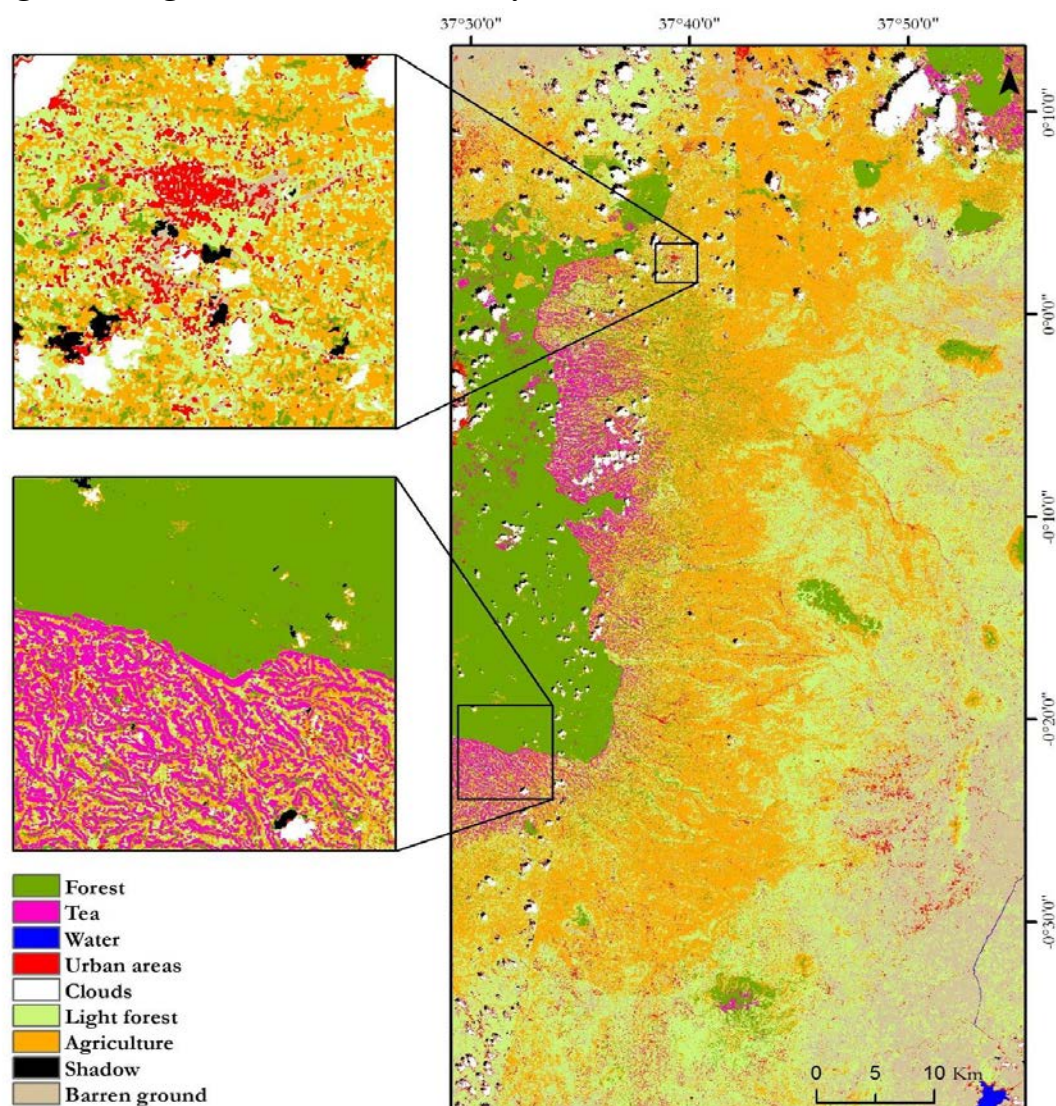 37°30'0"
37°40'0"
37°50'0"
0°10'0"
0°0'0"
-0°10'0"
-0°20'0"
-0°30'0"
Forest
Tea
Water
Urban areas
Clouds
Light forest
Agriculture
Shadow
Barren ground
0 5 10 Km